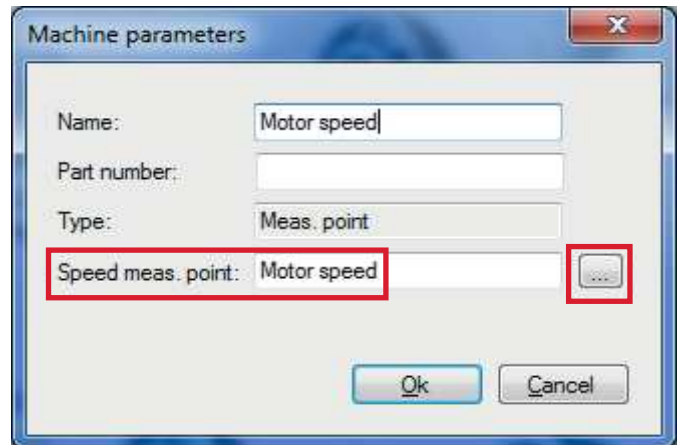 Machine parameters
Name: Motor speed
Part number:
Type: Meas. point
Speed meas. point: Motor speed ...
Ok Cancel